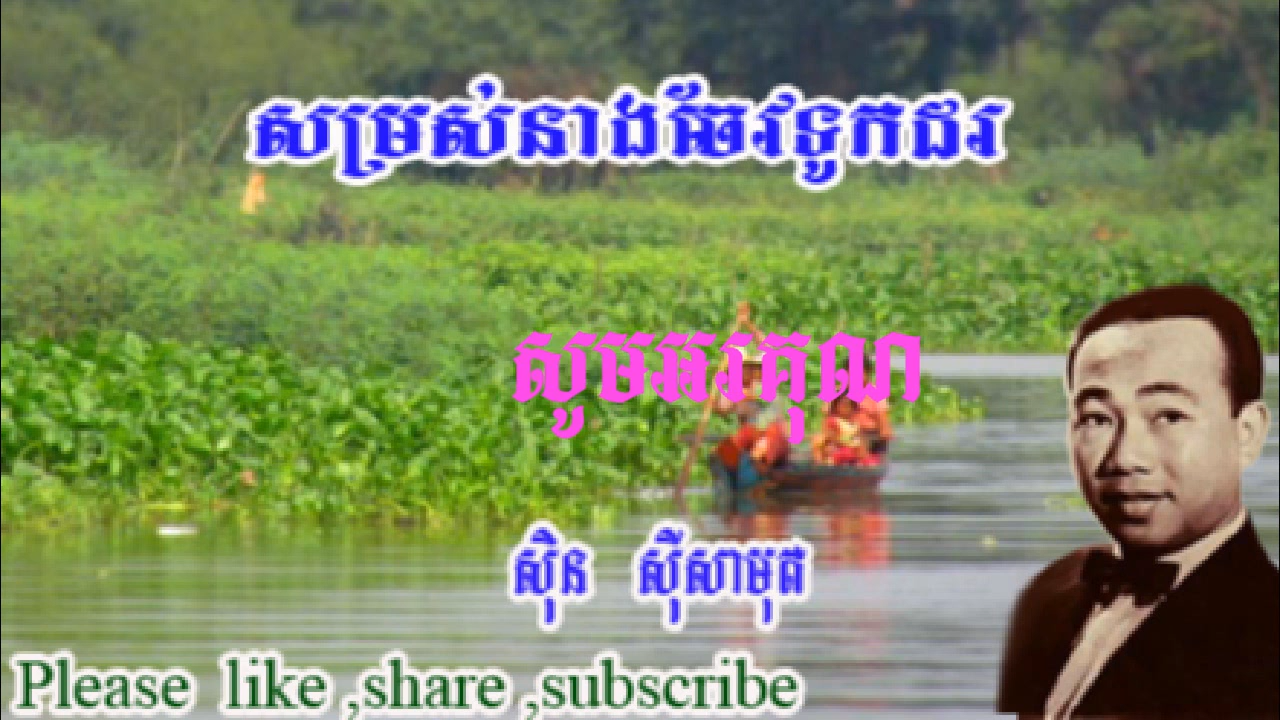 សម្រស់នាងចែវទូកដរ
សូមអរគុណ
ស៊ិន ស៊ីសាមុត
Please like ,share ,subscribe